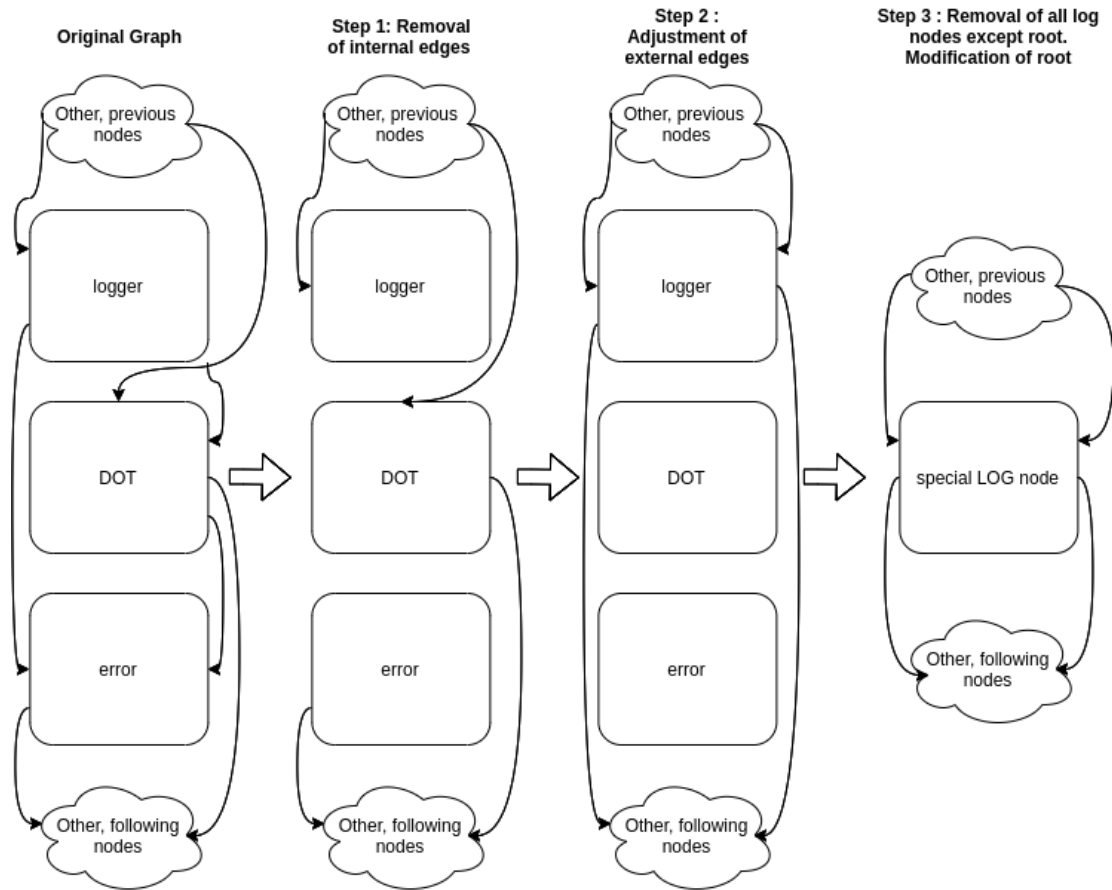 Original Graph
Other, previous
nodes
logger
DOT
error
Other, following
nodes
Step 1: Removal
of internal edges
Other, previous
nodes
logger
DOT
error
Other, following
nodes
Step 2 :
Adjustment of
external edges
Other, previous
nodes
logger
DOT
error
Other, following
nodes
Step 3 : Removal of all log
nodes except root.
Modification of root
Other, previous
nodes
special LOG node
Other, following
nodes